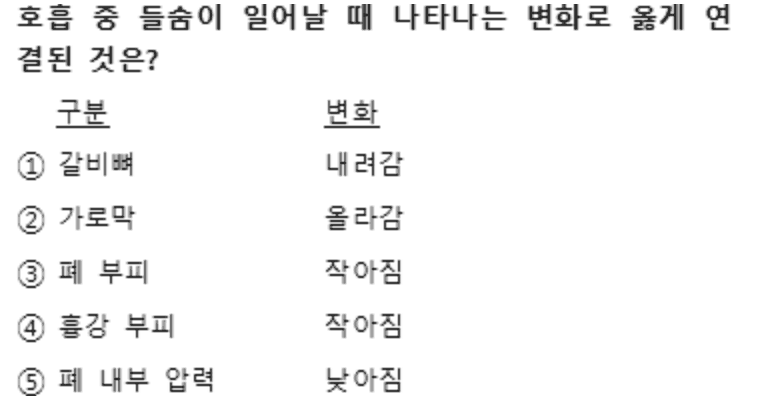 호흡 중 들숨이 일어날 때 나타나는 변화로 옳게 연
결된 것은?
구분 변화
① 갈비뼈 내려감
② 가로막 올라감
③ 폐 부피 작아짐
④ 흉강 부피 작아짐
⑤ 폐 내부 압력 낮아짐